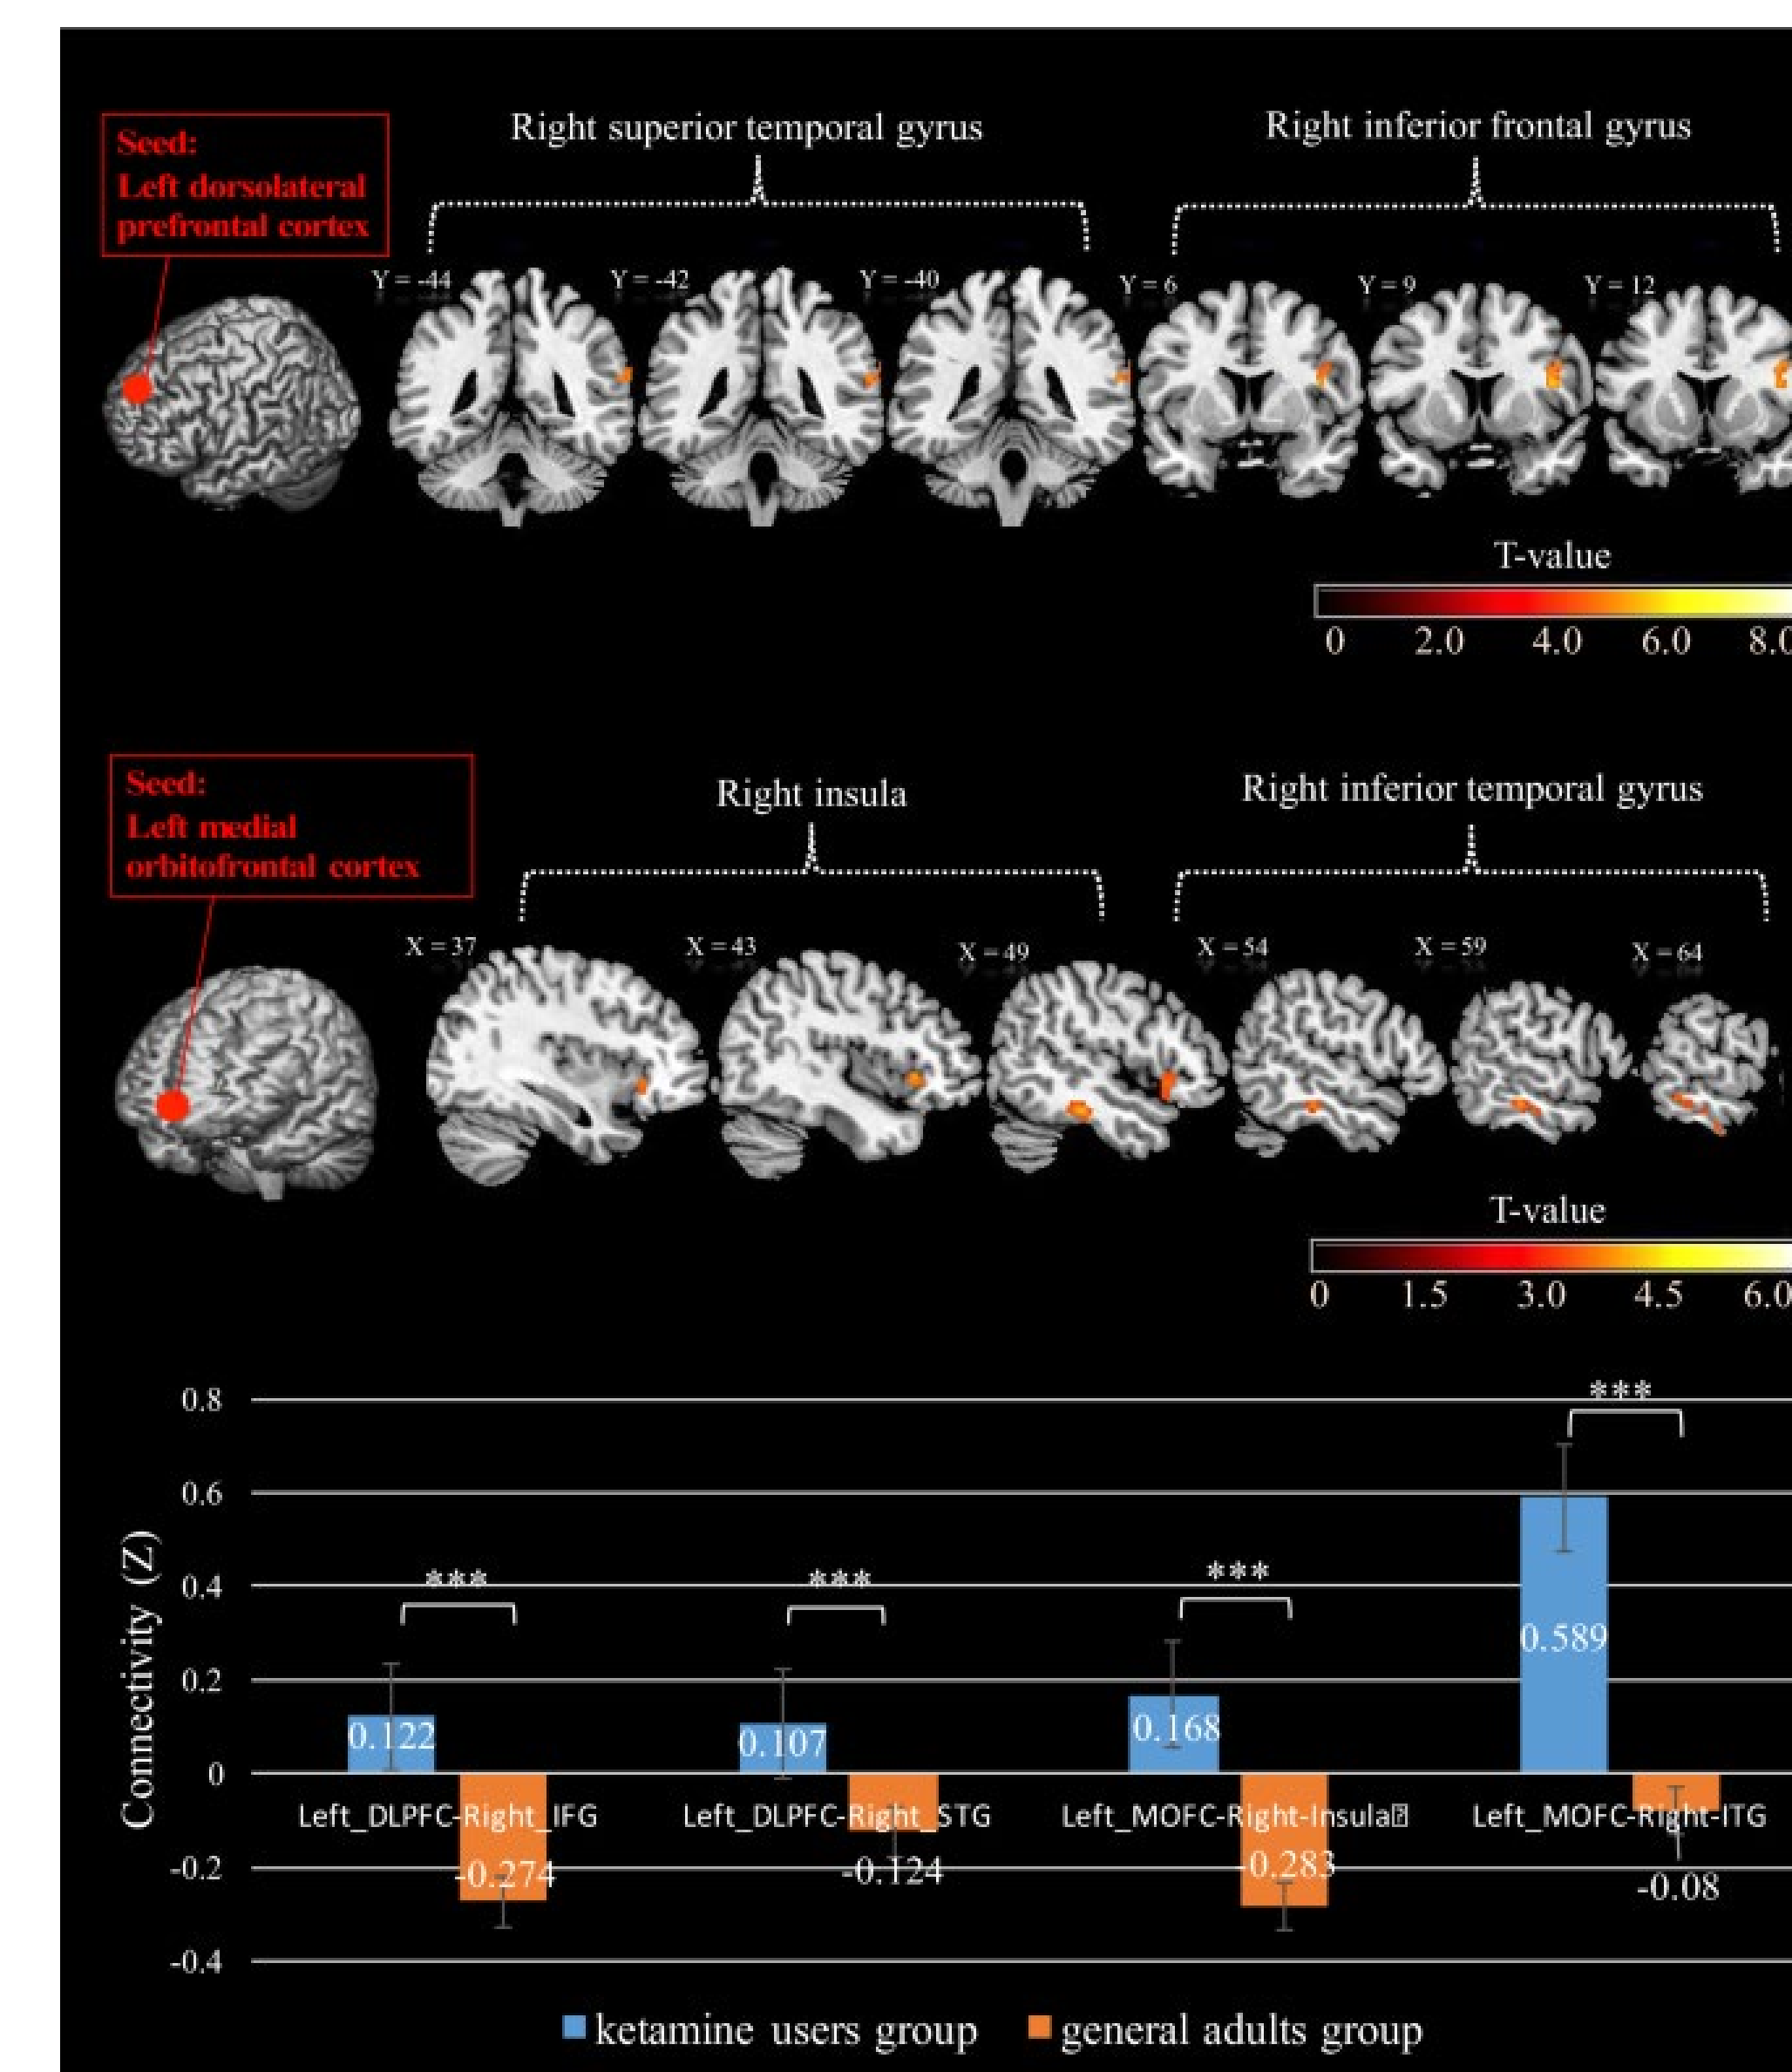 Seed:
Left dorsolateral
prefrontal cortex
Right superior temporal gyrus
Right inferior frontal gyrus
Y = -44
Y = -42
Y = -40
Y = 6
Y = 9
Y = 12
T-value
0 2.0 4.0 6.0 8.0
Seed:
Left medial
orbitofrontal cortex
Right insula
Right inferior temporal gyrus
X = 37
X = 43
X = 49
X = 54
X = 59
X = 64
T-value
0 1.5 3.0 4.5 6.0
Connectivity (Z)
0.8
0.6
0.4
0.2
0
-0.2
-0.4
***
***
***
***
0.122
0.107
0.168
0.589
Left_DLPFC-Right_IFG
Left_DLPFC-Right_STG
Left_MOFC-Right-Insula
Left_MOFC-Right-ITG
-0.274
-0.124
-0.283
-0.08
ketamine users group
general adults group